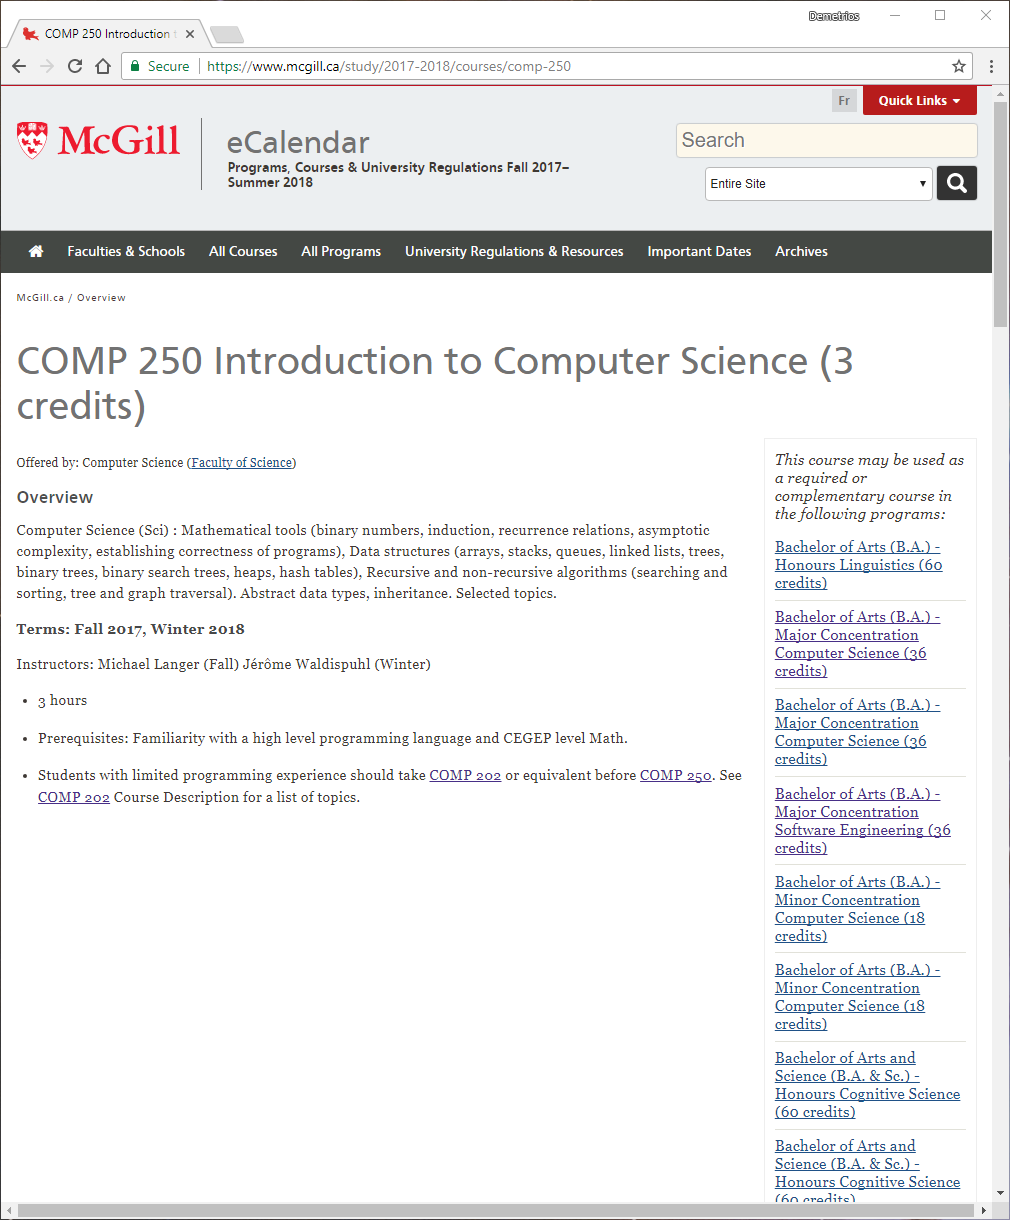 Demetrios
COMP 250 Introduction t
Secure
https://www.mcgill.ca/study/2017-2018/courses/comp-250
Fr
Quick Links
McGill
eCalendar
Programs, Courses & University Regulations Fall 2017–
Summer 2018
Search
Entire Site
Faculties & Schools
All Courses
All Programs
University Regulations & Resources
Important Dates
Archives
McGill.ca / Overview
COMP 250 Introduction to Computer Science (3
credits)
Offered by: Computer Science (Faculty of Science)
Overview
Computer Science (Sci) : Mathematical tools (binary numbers, induction, recurrence relations, asymptotic
complexity, establishing correctness of programs), Data structures (arrays, stacks, queues, linked lists, trees,
binary trees, binary search trees, heaps, hash tables), Recursive and non-recursive algorithms (searching and
sorting, tree and graph traversal). Abstract data types, inheritance. Selected topics.
Terms: Fall 2017, Winter 2018
Instructors: Michael Langer (Fall) Jérôme Waldispuhl (Winter)
• 3 hours
• Prerequisites: Familiarity with a high level programming language and CEGEP level Math.
• Students with limited programming experience should take COMP 202 or equivalent before COMP 250. See
COMP 202 Course Description for a list of topics.
This course may be used as
a required or
complementary course in
the following programs:
Bachelor of Arts (B.A.) -
Honours Linguistics (60
credits)
Bachelor of Arts (B.A.) -
Major Concentration
Computer Science (36
credits)
Bachelor of Arts (B.A.) -
Major Concentration
Computer Science (36
credits)
Bachelor of Arts (B.A.) -
Major Concentration
Software Engineering (36
credits)
Bachelor of Arts (B.A.) -
Minor Concentration
Computer Science (18
credits)
Bachelor of Arts (B.A.) -
Minor Concentration
Computer Science (18
credits)
Bachelor of Arts and
Science (B.A. & Sc.) -
Honours Cognitive Science
(60 credits)
Bachelor of Arts and
Science (B.A. & Sc.) -
Honours Cognitive Science
(60 credits)